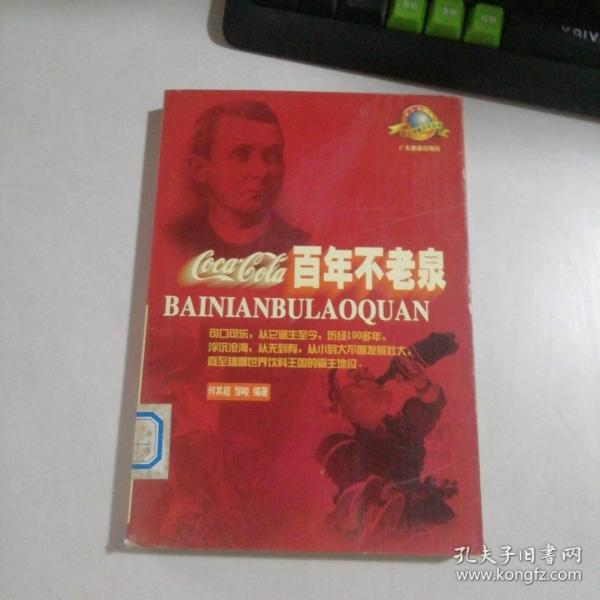 广东旅游出版社
Coca-Cola 百年不老泉
BAINIANBULAOQUAN
可口可乐，从它诞生至今，历经100多年，
浮沉沧海，从无到有，从小到大不断发展壮大，
直至雄踞世界饮料王国的霸主地位。
何其超 邹峻 编著
孔夫子旧书网
www.kongfz.com